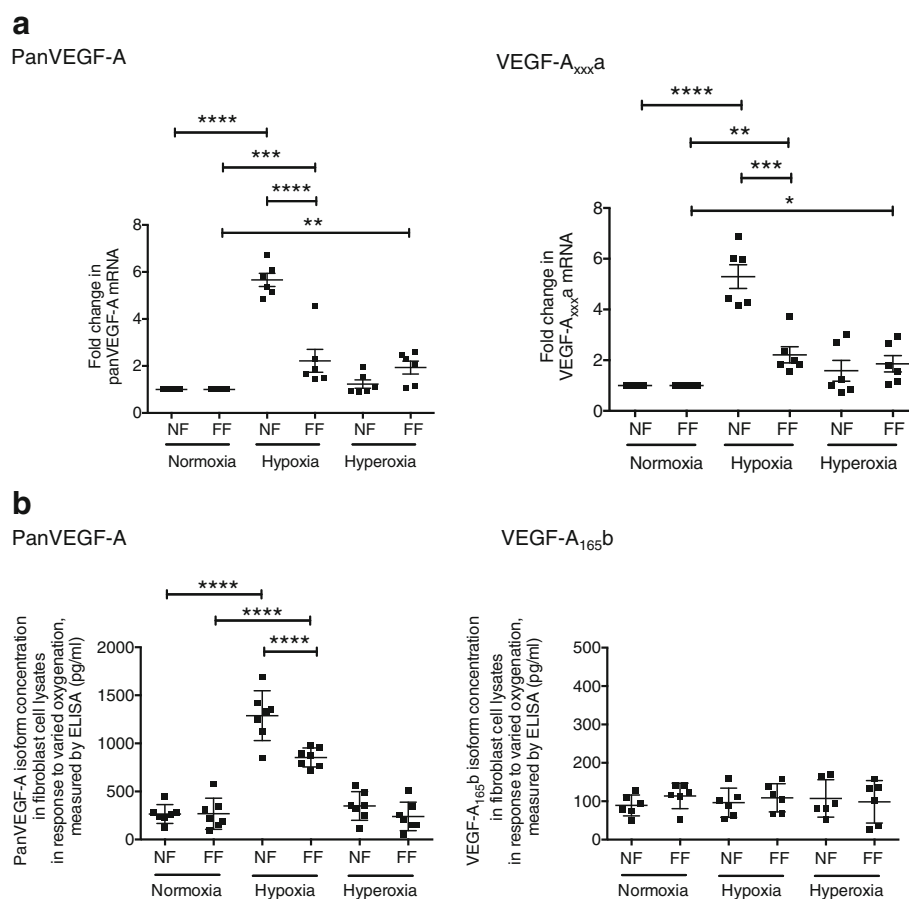 a
PanVEGF-A
VEGF-Axxxa
****
***
****
**
****
**
***
*
Fold change in
panVEGF-A mRNA
8
6
4
2
0
NF FF NF FF NF FF
Normoxia Hypoxia Hyperoxia
Fold change in
VEGF-Axxxa mRNA
8
6
4
2
0
NF FF NF FF NF FF
Normoxia Hypoxia Hyperoxia
b
PanVEGF-A
VEGF-A165b
****
****
****
PanVEGF-A isoform concentration
in fibroblast cell lysates
in response to varied oxygenation,
measured by ELISA (pg/ml)
2000
1500
1000
500
0
NF FF NF FF NF FF
Normoxia Hypoxia Hyperoxia
VEGF-A165b isoform concentration
in fibroblast cell lysates
in response to varied oxygenation,
measured by ELISA (pg/ml)
500
400
300
200
100
0
NF FF NF FF NF FF
Normoxia Hypoxia Hyperoxia